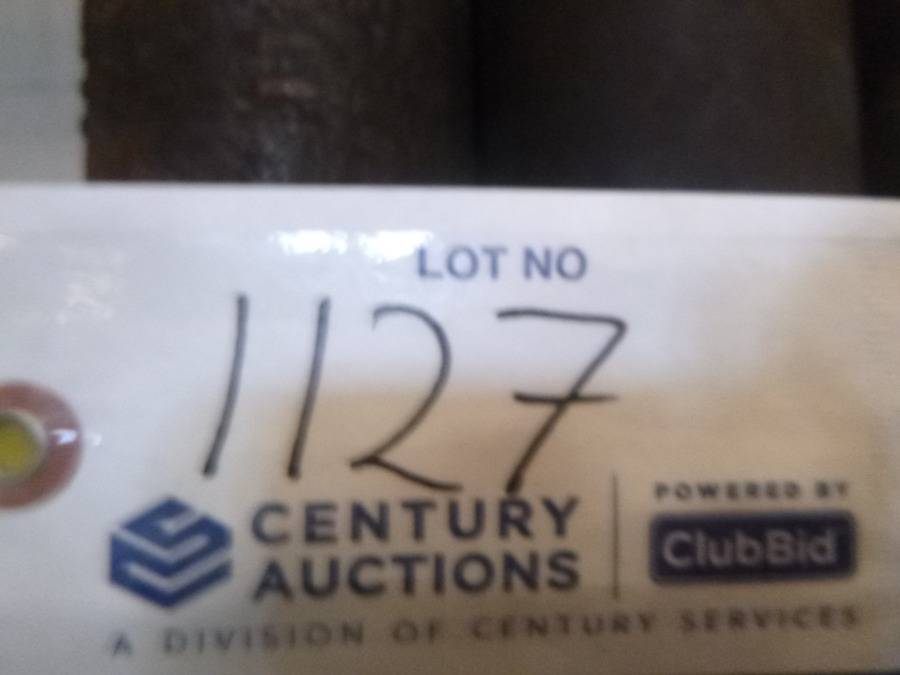 LOT NO
1127
CENTURY AUCTIONS
POWERED BY
ClubBid
A DIVISION OF CENTURY SERVICES